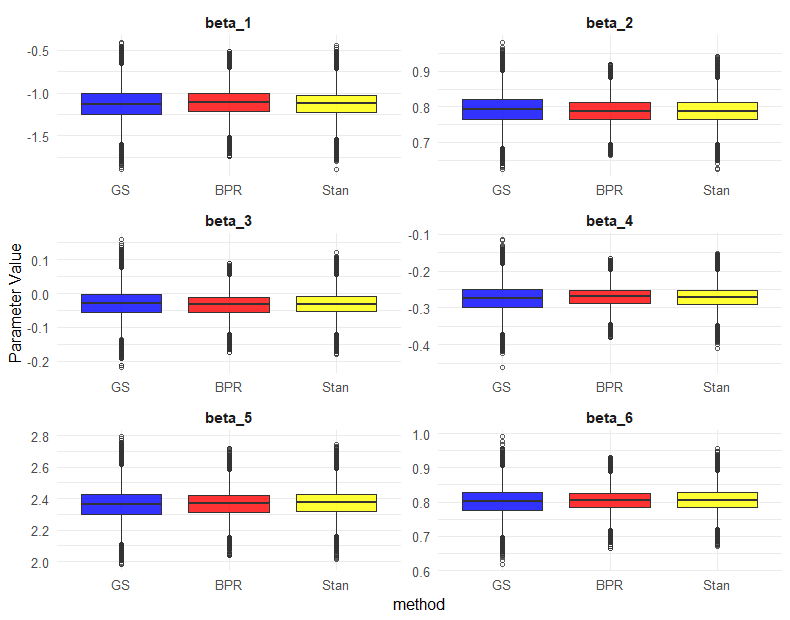 beta_1
beta_2
-0.5
-1.0
-1.5
0.9
0.8
0.7
GS BPR Stan
GS BPR Stan
beta_3
beta_4
0.1
0.0
-0.1
-0.2
-0.1
-0.2
-0.3
-0.4
GS BPR Stan
GS BPR Stan
Parameter Value
beta_5
beta_6
2.8
2.6
2.4
2.2
2.0
1.0
0.9
0.8
0.7
0.6
GS BPR Stan
GS BPR Stan
method